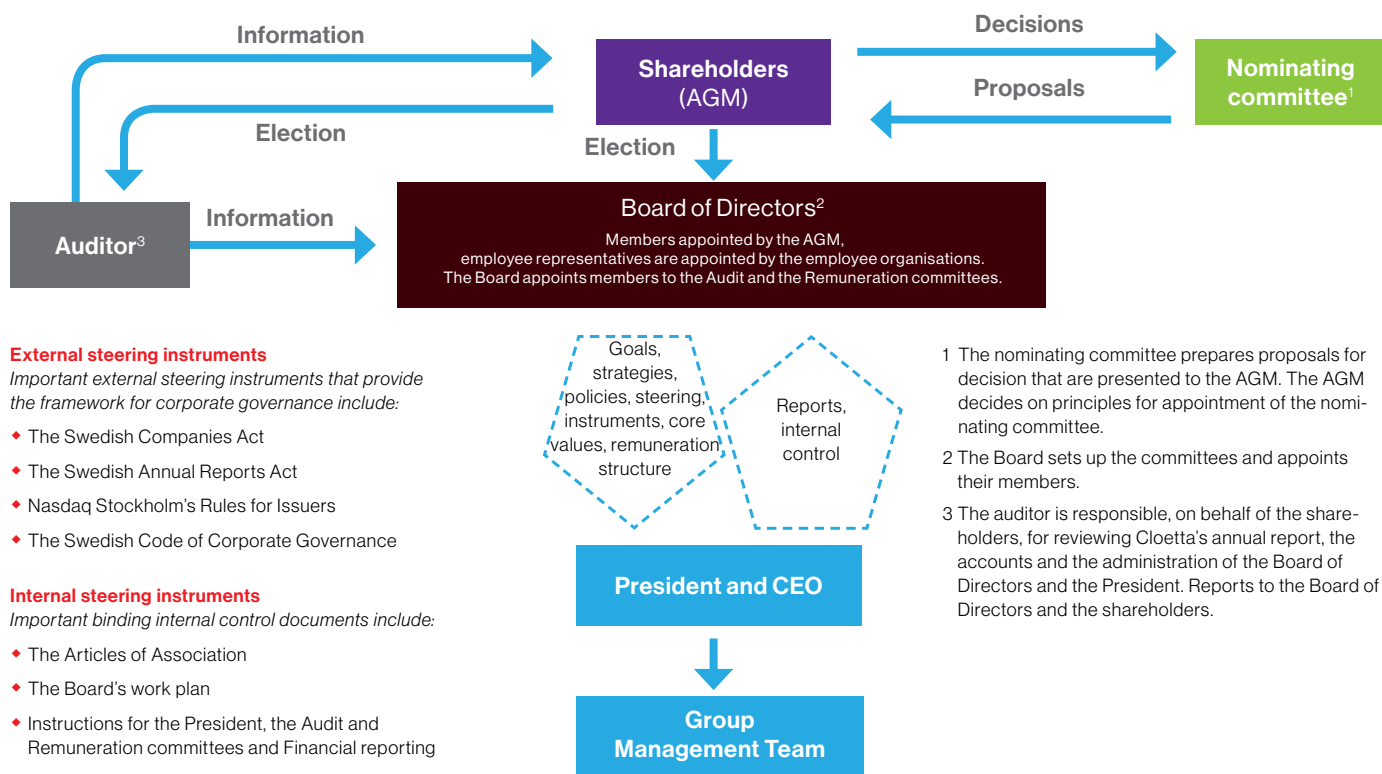 Information
Decisions
Shareholders
(AGM)
Nominating
committee¹
Proposals
Election
Election
Board of Directors²
Members appointed by the AGM,
employee representatives are appointed by the employee organisations.
The Board appoints members to the Audit and the Remuneration committees.
Information
Auditor³
External steering instruments
Important external steering instruments that provide
the framework for corporate governance include:
The Swedish Companies Act
The Swedish Annual Reports Act
Nasdaq Stockholm's Rules for Issuers
The Swedish Code of Corporate Governance
Internal steering instruments
Important binding internal control documents include:
The Articles of Association
The Board's work plan
Instructions for the President, the Audit and
Remuneration committees and Financial reporting
Goals,
strategies,
policies, steering,
instruments, core
values, remuneration
structure
Reports,
internal
control
President and CEO
Group
Management Team
1 The nominating committee prepares proposals for
decision that are presented to the AGM. The AGM
decides on principles for appointment of the nomi-
nating committee.
2 The Board sets up the committees and appoints
their members.
3 The auditor is responsible, on behalf of the share-
holders, for reviewing Cloetta's annual report, the
accounts and the administration of the Board of
Directors and the President. Reports to the Board of
Directors and the shareholders.